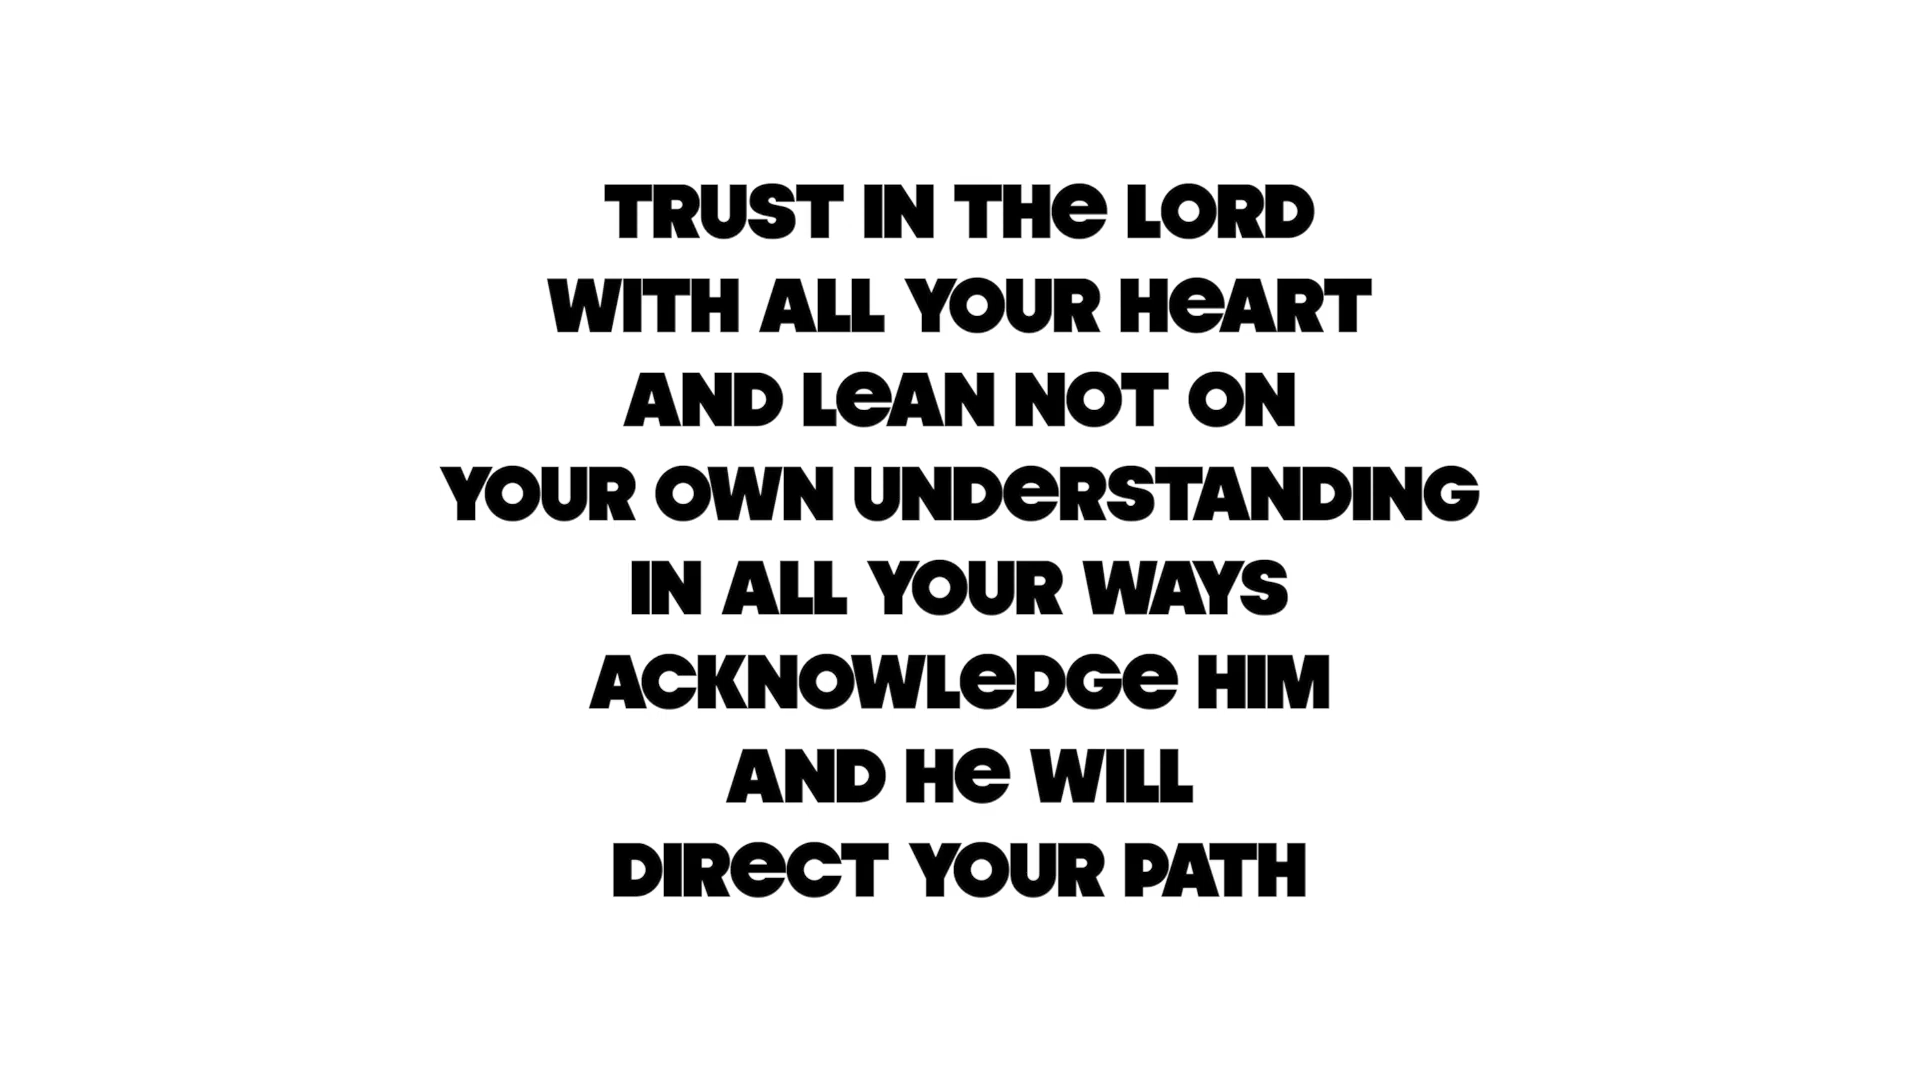 TRUST IN THe LORD
WITH ALL YOUR HeART
AND LeAN NOT ON
YOUR OWN UNDeRSTANDING
IN ALL YOUR WAYS
ACKNOWLeDGe HIM
AND He WILL
DIReCT YOUR PATH